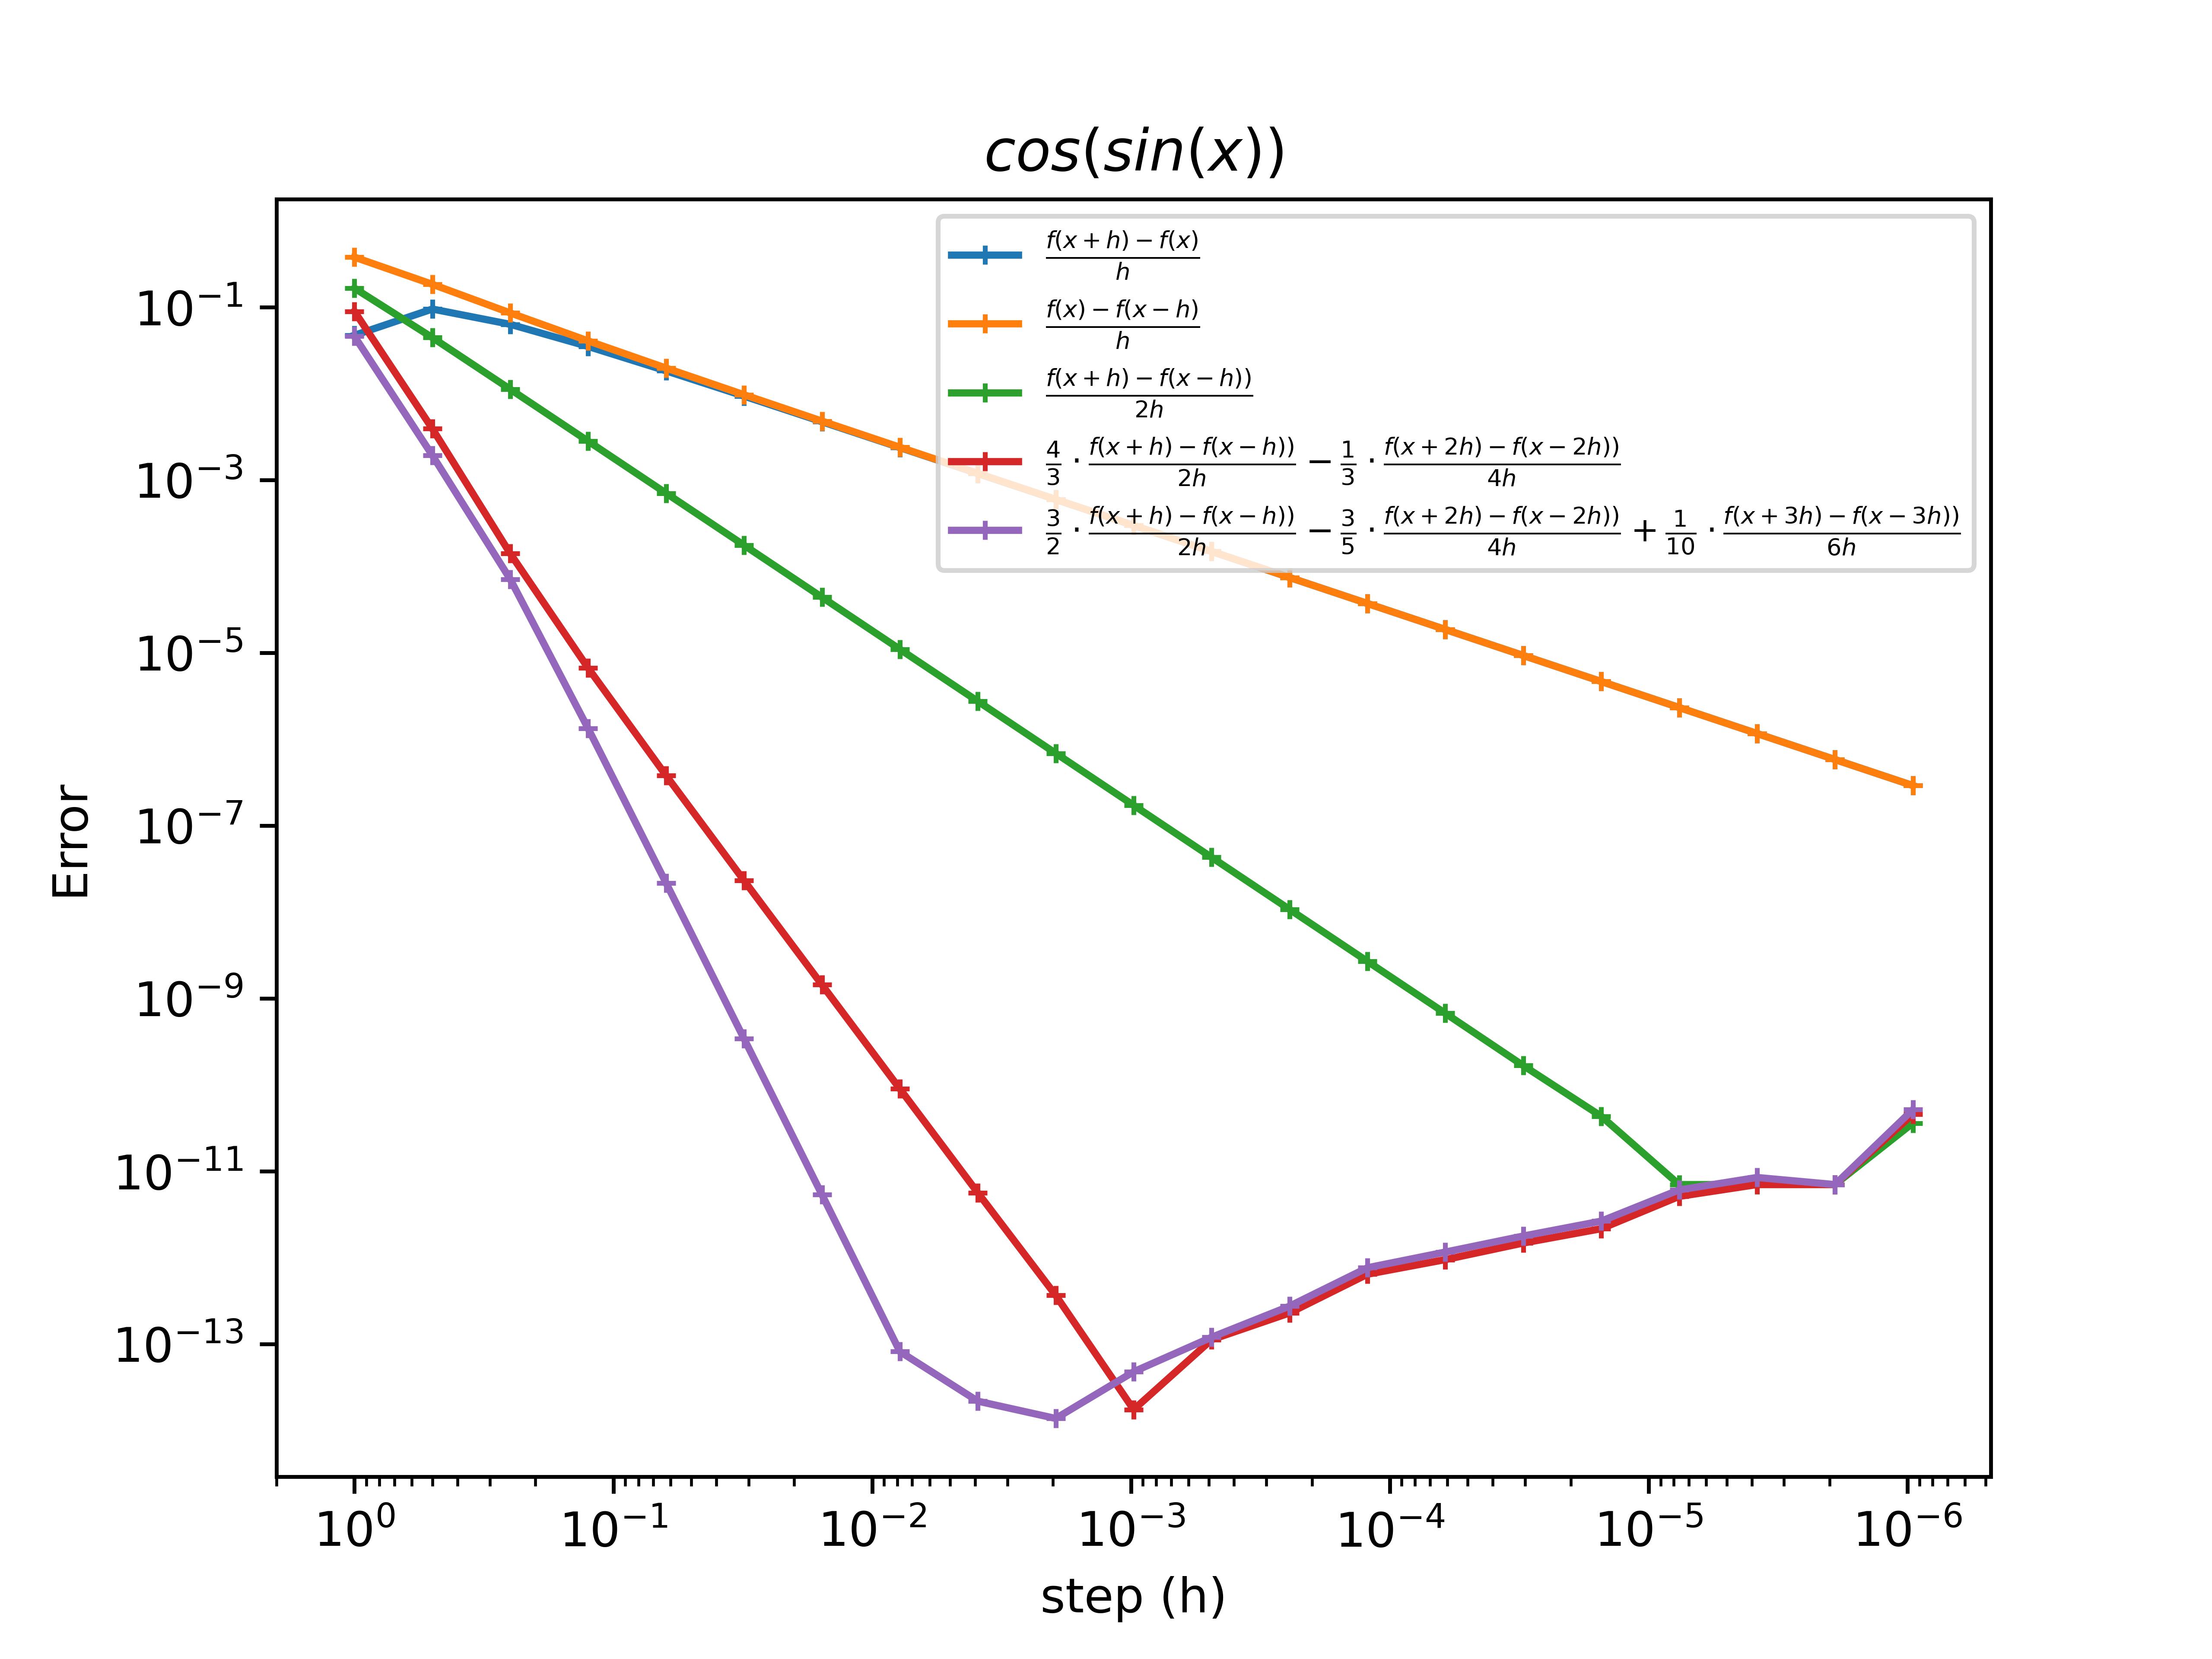 cos(sin(x))
10⁻¹
10⁻³
10⁻⁵
10⁻⁷
10⁻⁹
10⁻¹¹
10⁻¹³
Error
f(x + h) − f(x) / h
f(x) − f(x − h) / h
f(x + h) − f(x − h)) / 2h
4/3 · f(x + h) − f(x − h)) / 2h − 1/3 · f(x + 2h) − f(x − 2h)) / 4h
3/2 · f(x + h) − f(x − h)) / 2h − 3/5 · f(x + 2h) − f(x − 2h)) / 4h + 1/10 · f(x + 3h) − f(x − 3h)) / 6h
10⁰ 10⁻¹ 10⁻² 10⁻³ 10⁻⁴ 10⁻⁵ 10⁻⁶
step (h)